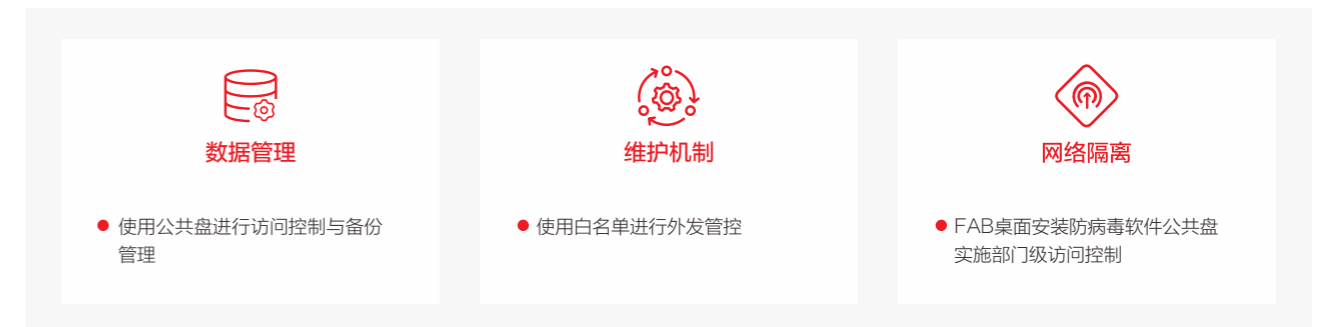 数据管理
使用公共盘进行访问控制与备份
管理
维护机制
使用白名单进行外发管控
网络隔离
FAB桌面安装防病毒软件公共盘
实施部门级访问控制